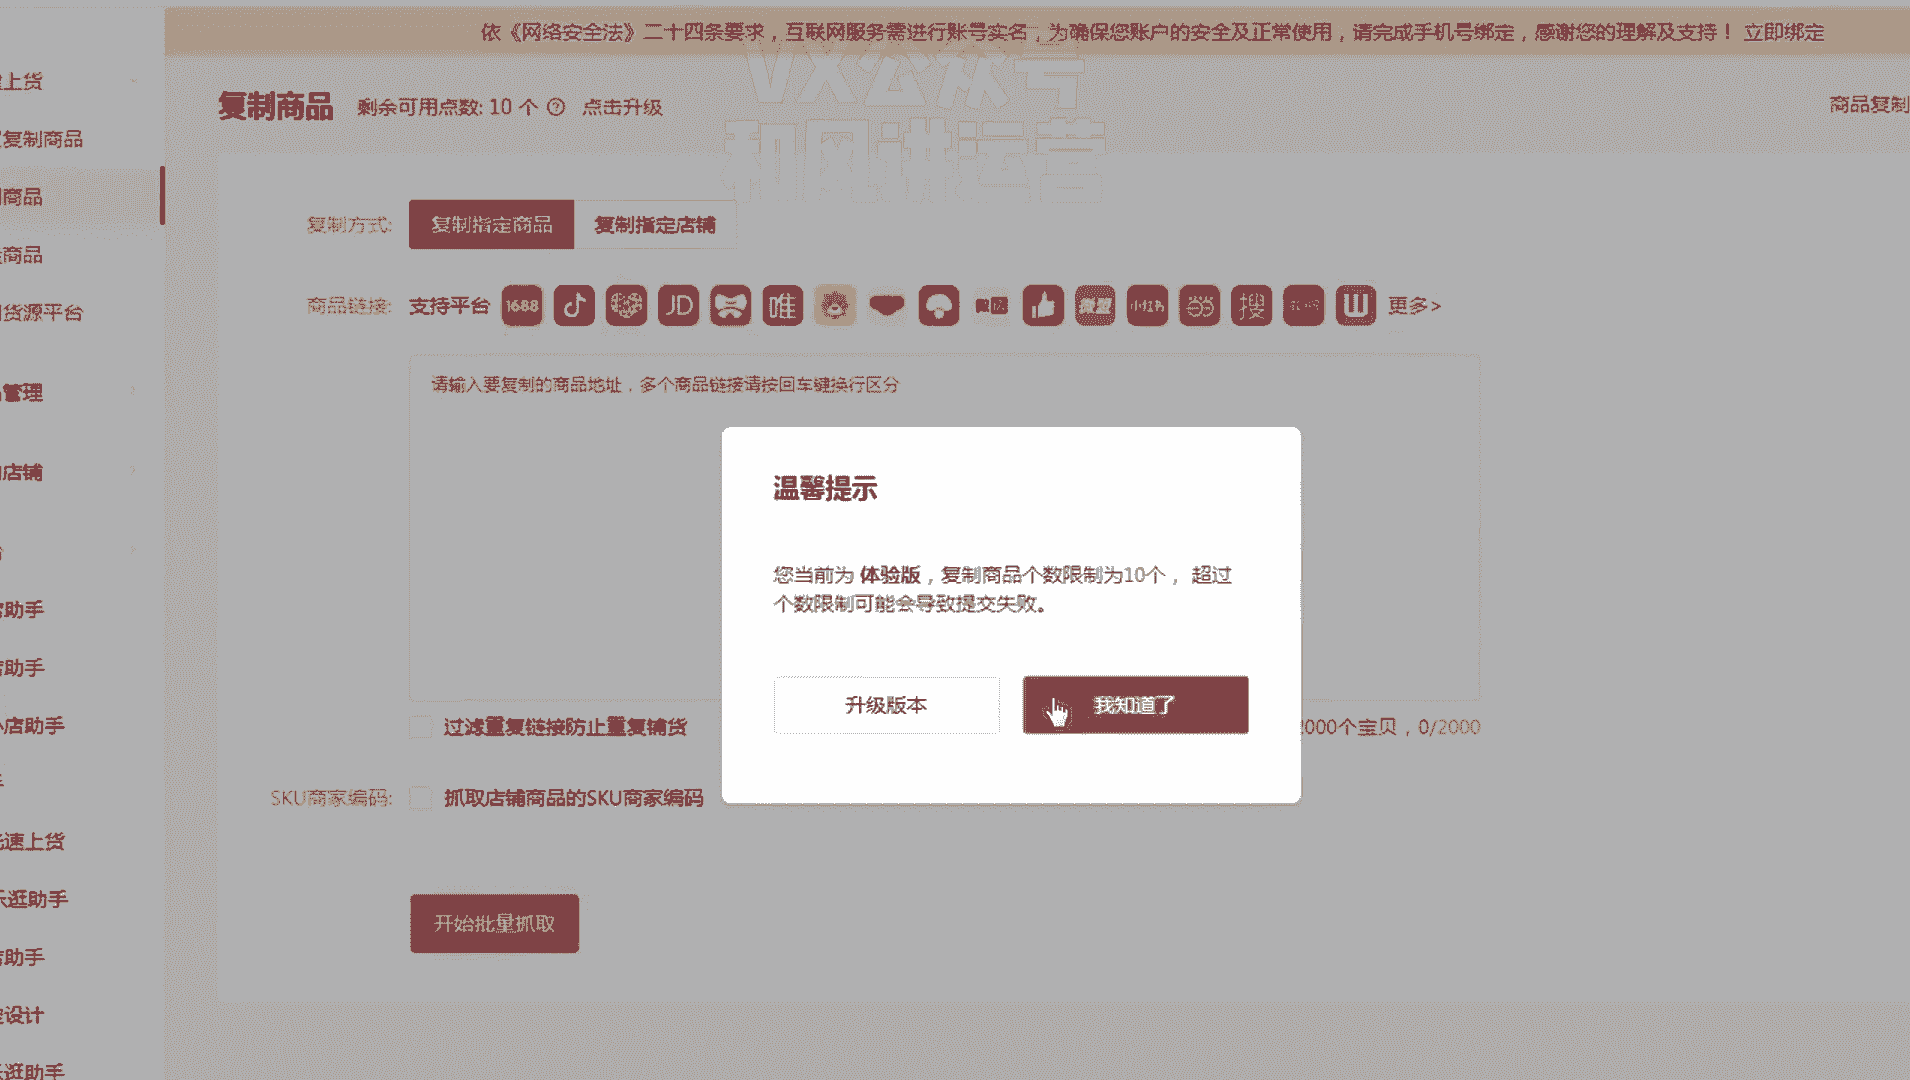 依《网络安全法》二十四条要求，互联网服务需进行账号实名，为确保您账户的安全及正常使用，请完成手机号绑定，感谢您的理解及支持！ 立即绑定
VX公众号
和风讲运营
上货
复制商品
商品
商品
货源平台
管理
店铺
助手
助手
店助手
速上货
逛助手
助手
设计
逛助手
复制商品 剩余可用点数: 10 个 ? 点击升级
商品复制
复制方式: 复制指定商品 复制指定店铺
商品链接: 支持平台 1688 JD 唯 小红书 搜 更多>
请输入要复制的商品地址，多个商品链接请按回车键换行区分
温馨提示
您当前为 体验版，复制商品个数限制为10个， 超过
个数限制可能会导致提交失败。
升级版本 我知道了
过滤重复链接防止重复铺货
000个宝贝，0/2000
SKU商家编码: 抓取店铺商品的SKU商家编码
开始批量抓取